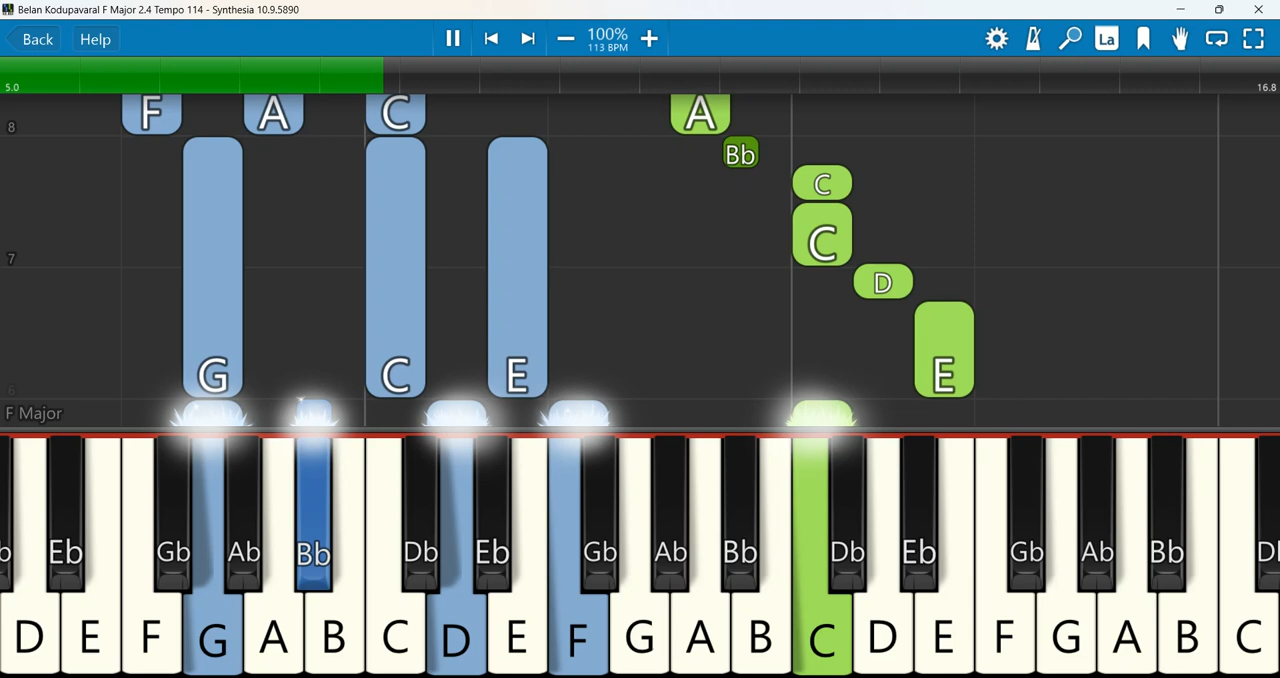 Belan Kodupavaral F Major 2.4 Tempo 114 - Synthesia 10.9.5890
Back Help 100% La
113 BPM
5.0 16.8
F A C A
8
Bb
C
C
7
D
G C E E
6
F Major
Eb Gb Ab Bb Db Eb Gb Ab Bb Db Eb Gb Ab Bb
D E F G A B C D E F G A B C D E F G A B C